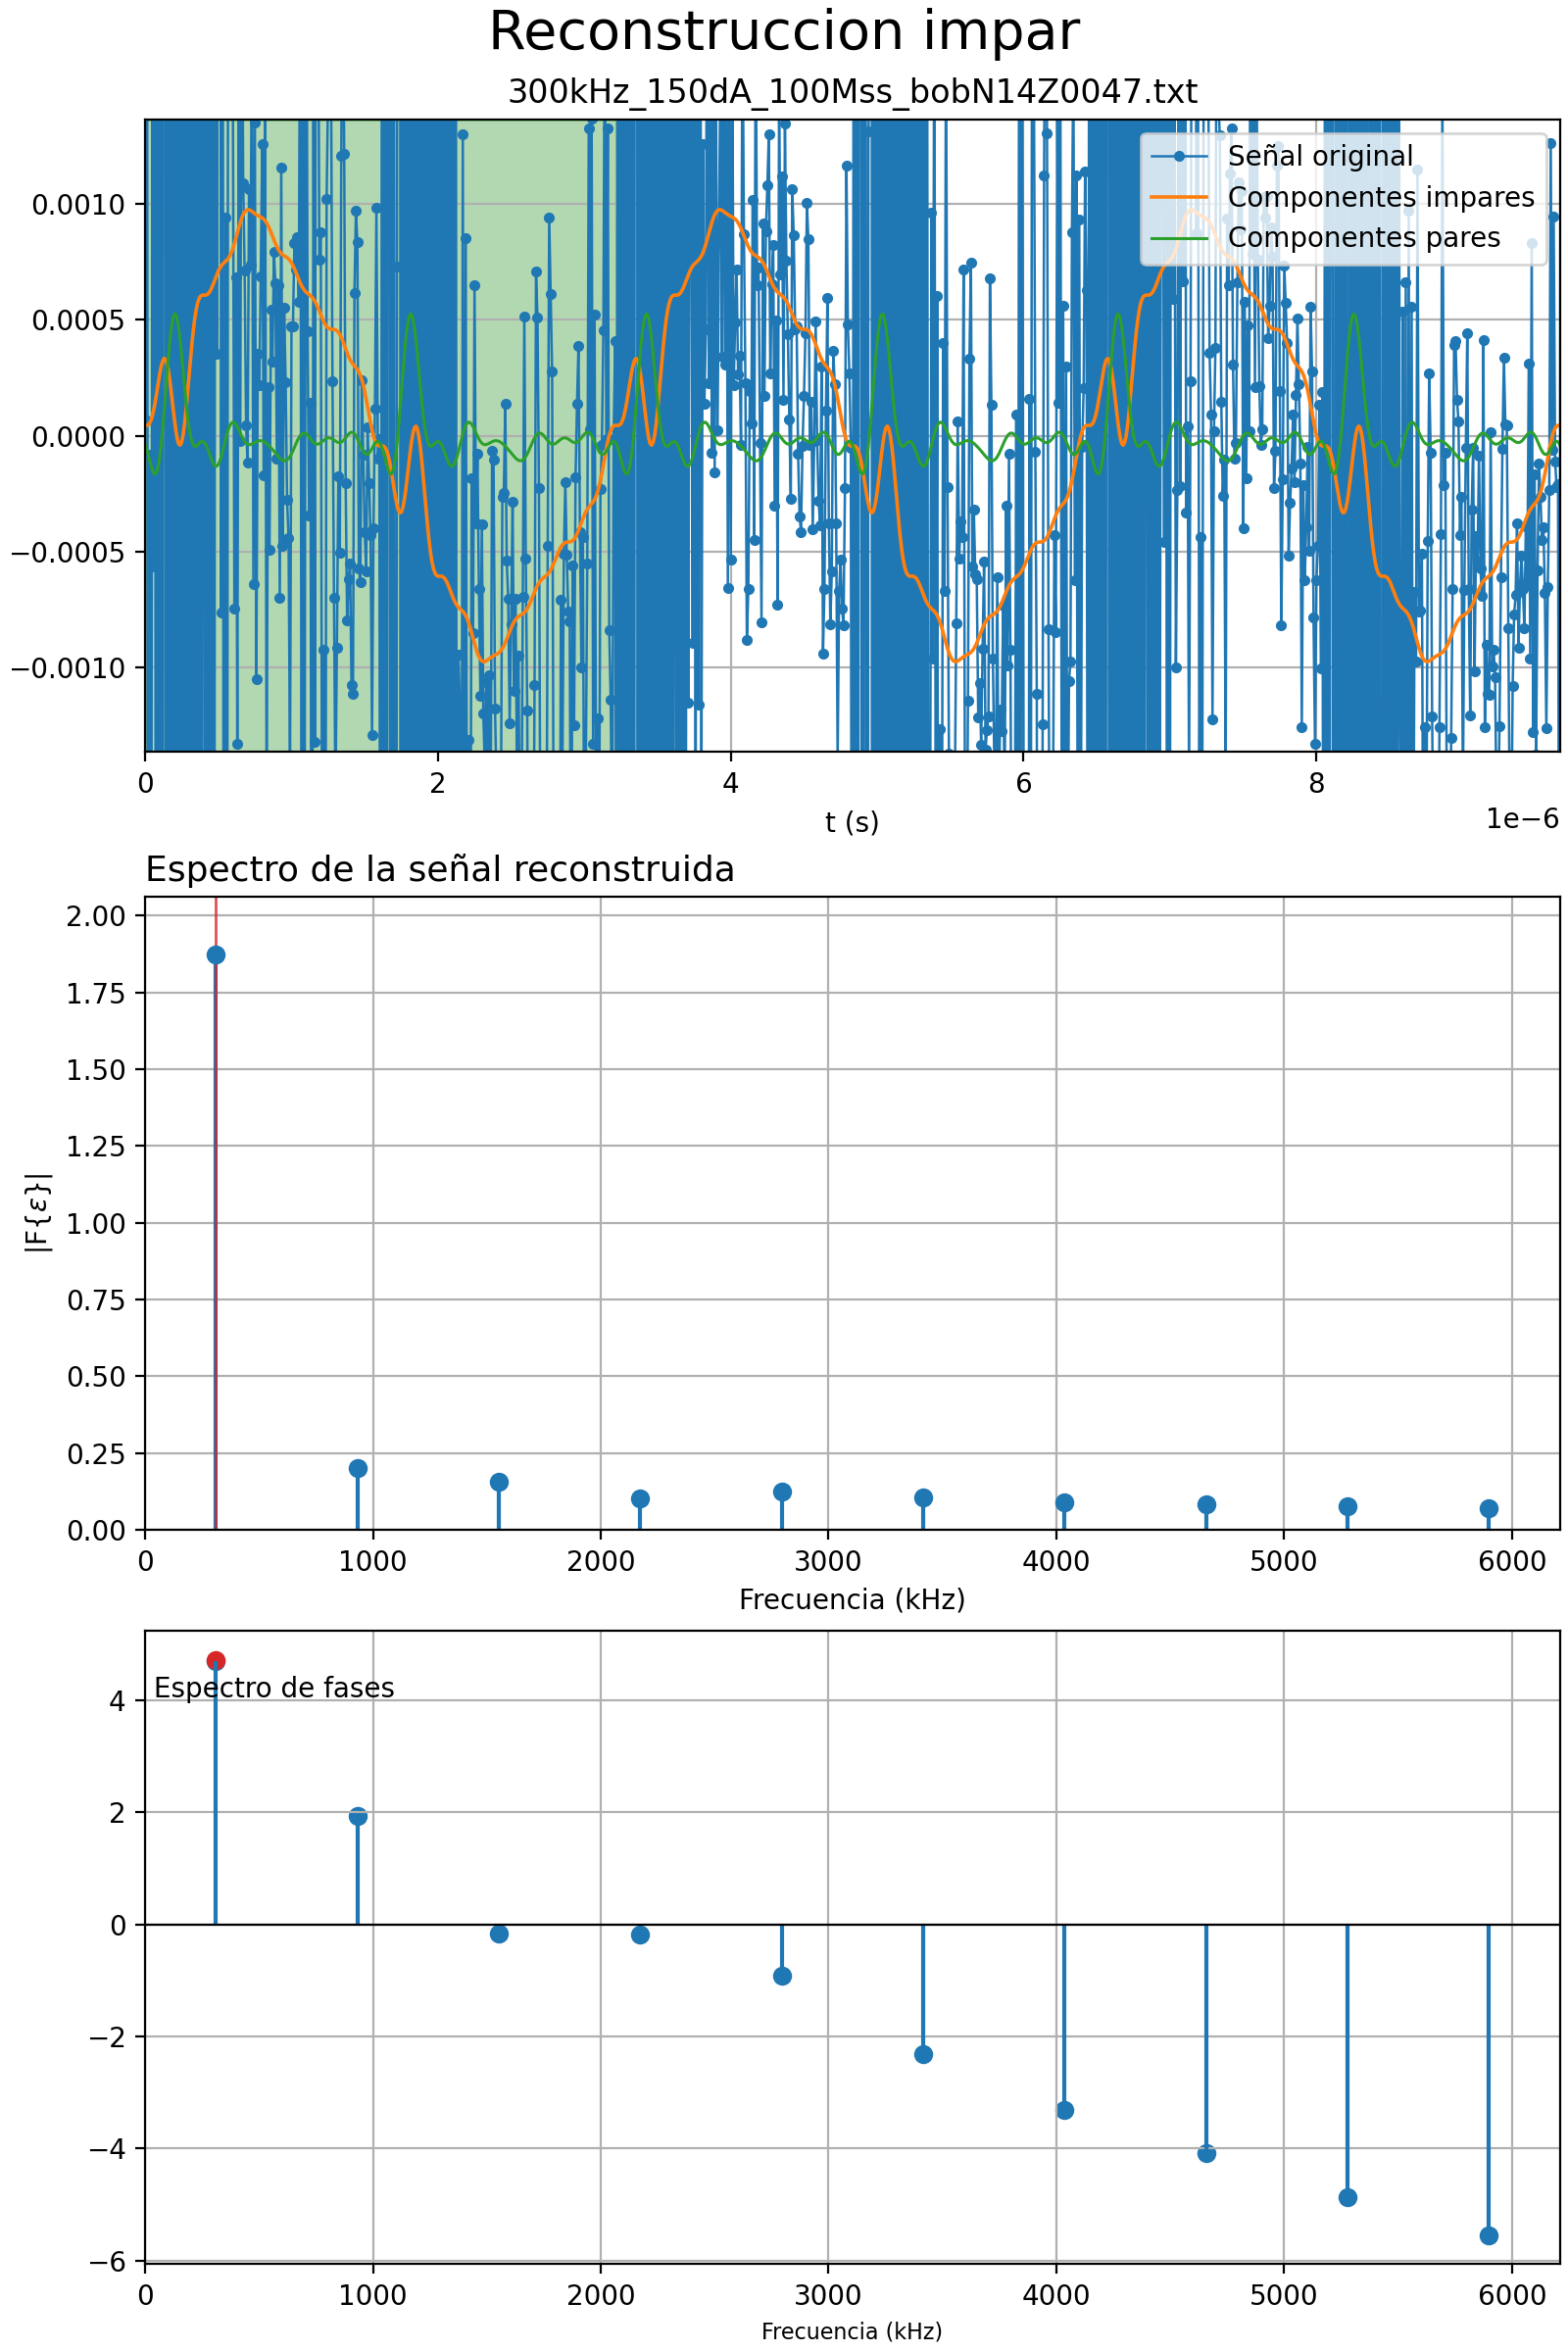 Reconstruccion impar
300kHz_150dA_100Mss_bobN14Z0047.txt
Señal original
Componentes impares
Componentes pares
0.0010
0.0005
0.0000
−0.0005
−0.0010
0 2 4 6 8
1e−6
t (s)
Espectro de la señal reconstruida
2.00
1.75
1.50
1.25
1.00
0.75
0.50
0.25
0.00
|F{ε}|
0 1000 2000 3000 4000 5000 6000
Frecuencia (kHz)
Espectro de fases
4
2
0
−2
−4
−6
0 1000 2000 3000 4000 5000 6000
Frecuencia (kHz)